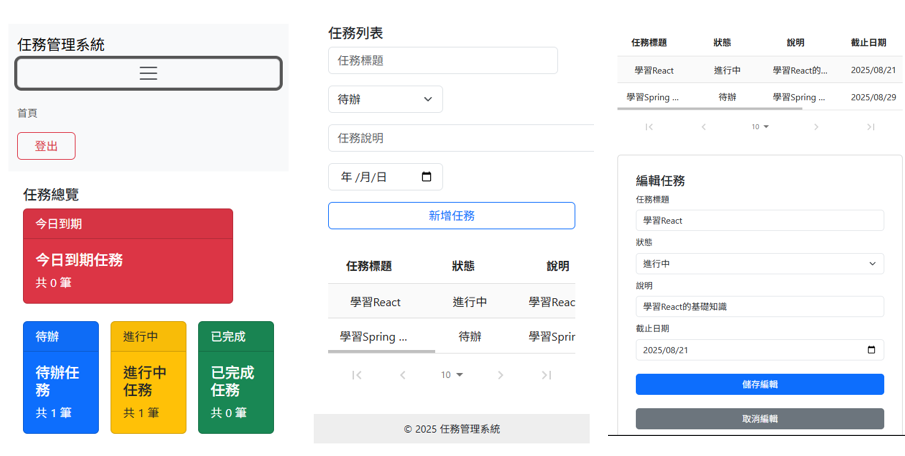 任務管理系統
首頁
登出
任務總覽
今日到期
今日到期任務
共 0 筆
待辦
待辦任
務
共 1 筆
進行中
進行中
任務
共 1 筆
已完成
已完成
任務
共 0 筆
任務列表
任務標題
待辦
任務說明
年 /月/日
新增任務
任務標題 狀態 說明
學習React 進行中 學習Reac
學習Spring ... 待辦 學習Sprir
10
© 2025 任務管理系統
任務標題 狀態 說明 截止日期
學習React 進行中 學習React的... 2025/08/21
學習Spring ... 待辦 學習Spring ... 2025/08/29
10
編輯任務
任務標題
學習React
狀態
進行中
說明
學習React的基礎知識
截止日期
2025/08/21
儲存編輯
取消編輯